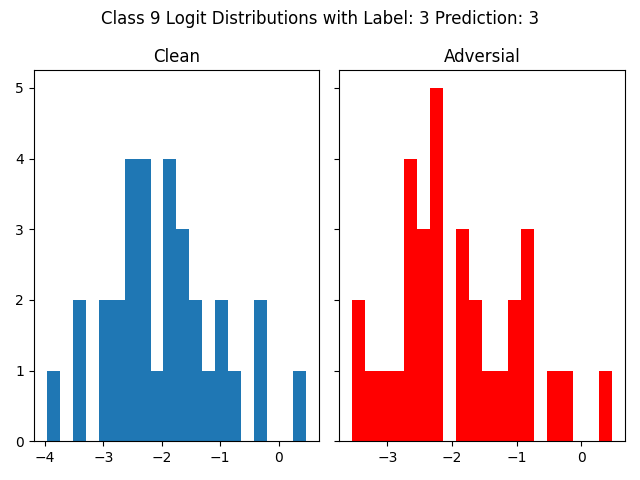 Class 9 Logit Distributions with Label: 3 Prediction: 3
Clean
Adversial
5
4
3
2
1
0
−4 −3 −2 −1 0
−3 −2 −1 0